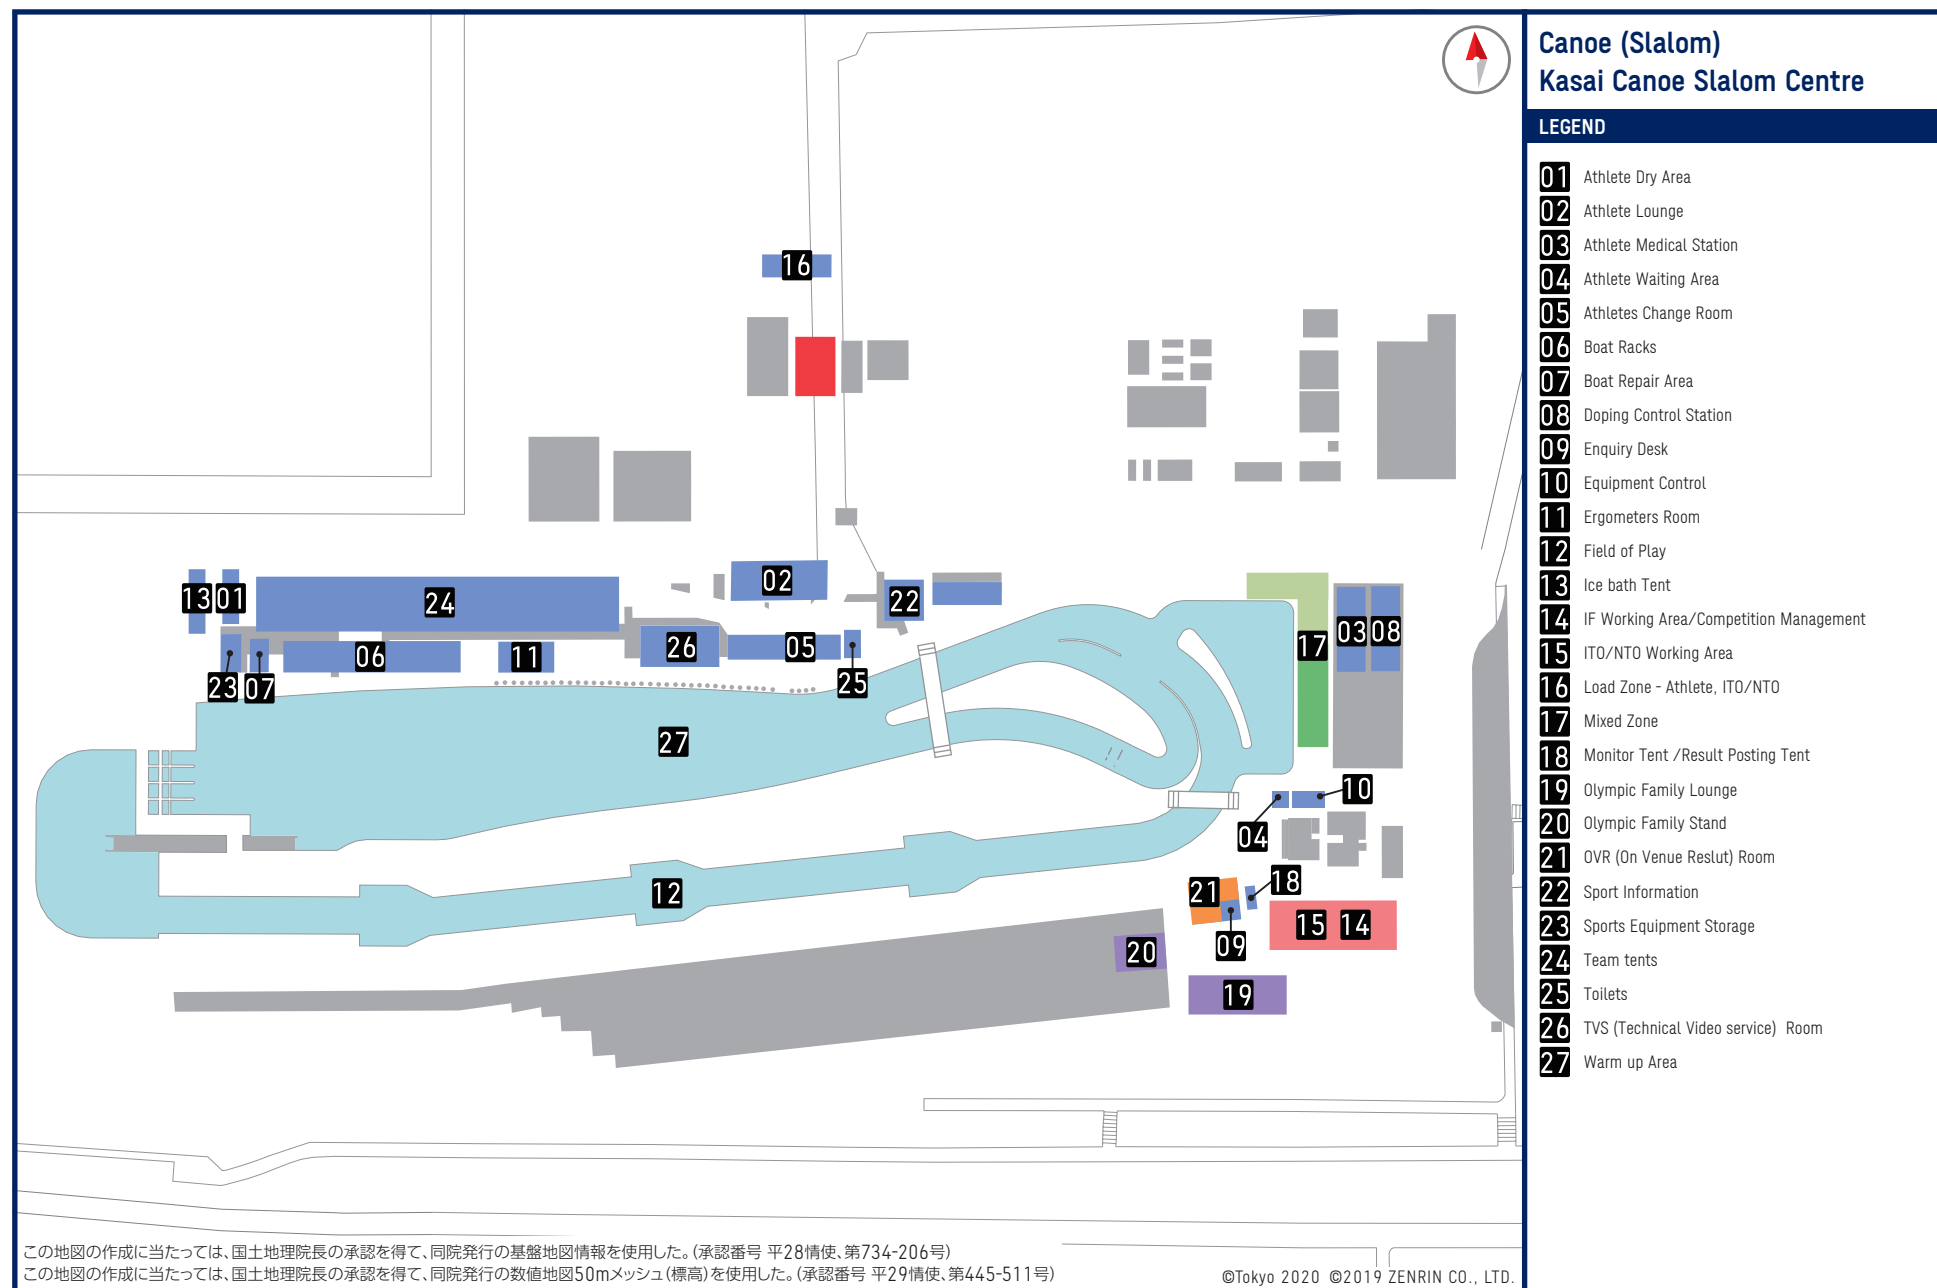 Canoe (Slalom)
Kasai Canoe Slalom Centre
LEGEND
01 Athlete Dry Area
02 Athlete Lounge
03 Athlete Medical Station
04 Athlete Waiting Area
05 Athletes Change Room
06 Boat Racks
07 Boat Repair Area
08 Doping Control Station
09 Enquiry Desk
10 Equipment Control
11 Ergometers Room
12 Field of Play
13 Ice bath Tent
14 IF Working Area/Competition Management
15 ITO/NTO Working Area
16 Load Zone - Athlete, ITO/NTO
17 Mixed Zone
18 Monitor Tent /Result Posting Tent
19 Olympic Family Lounge
20 Olympic Family Stand
21 OVR (On Venue Reslut) Room
22 Sport Information
23 Sports Equipment Storage
24 Team tents
25 Toilets
26 TVS (Technical Video service) Room
27 Warm up Area
16
02
13 01
24
22
26
05
17
03 08
06
11
23 07
25
27
10
04
12
21
18
15 14
09
20
19
この地図の作成に当たっては、国土地理院長の承認を得て、同院発行の基盤地図情報を使用した。(承認番号 平28情使、第734-206号)
この地図の作成に当たっては、国土地理院長の承認を得て、同院発行の数値地図50mメッシュ(標高)を使用した。(承認番号 平29情使、第445-511号)
©Tokyo 2020 ©2019 ZENRIN CO., LTD.